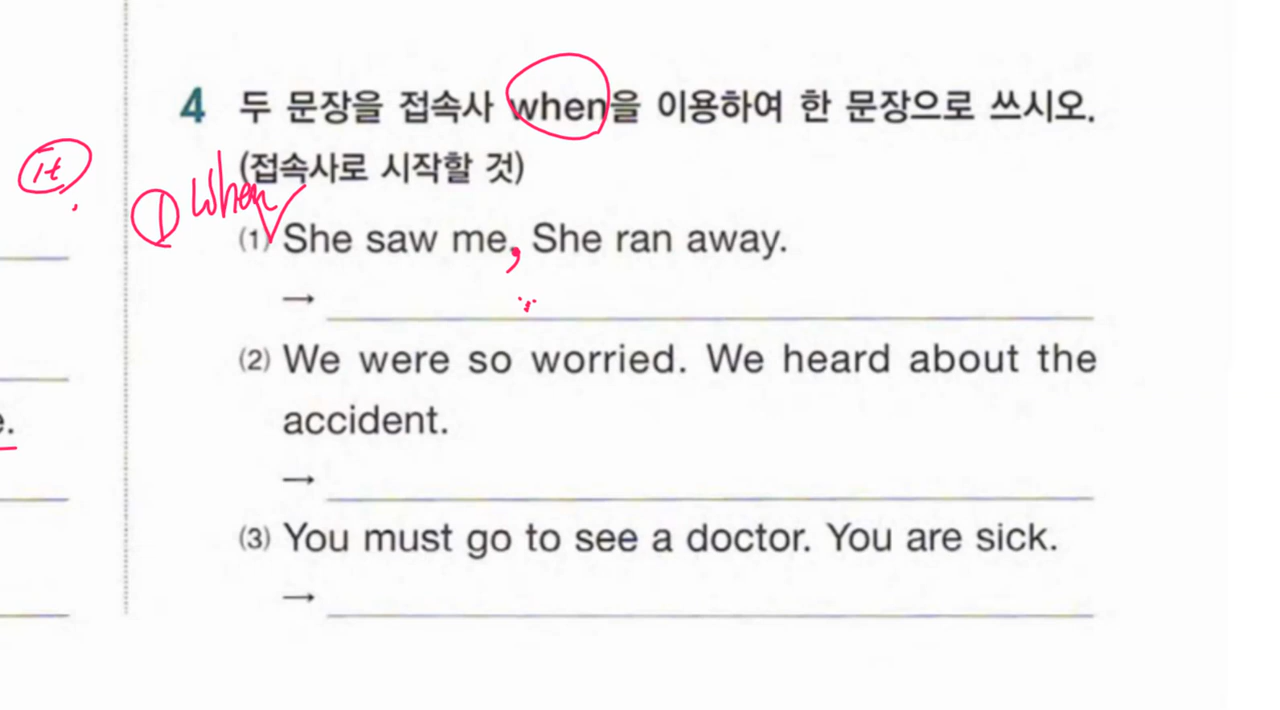 4 두 문장을 접속사 when을 이용하여 한 문장으로 쓰시오.
(접속사로 시작할 것)
it
① When
(1) She saw me, She ran away.
→
(2) We were so worried. We heard about the
accident.
→
e.
(3) You must go to see a doctor. You are sick.
→